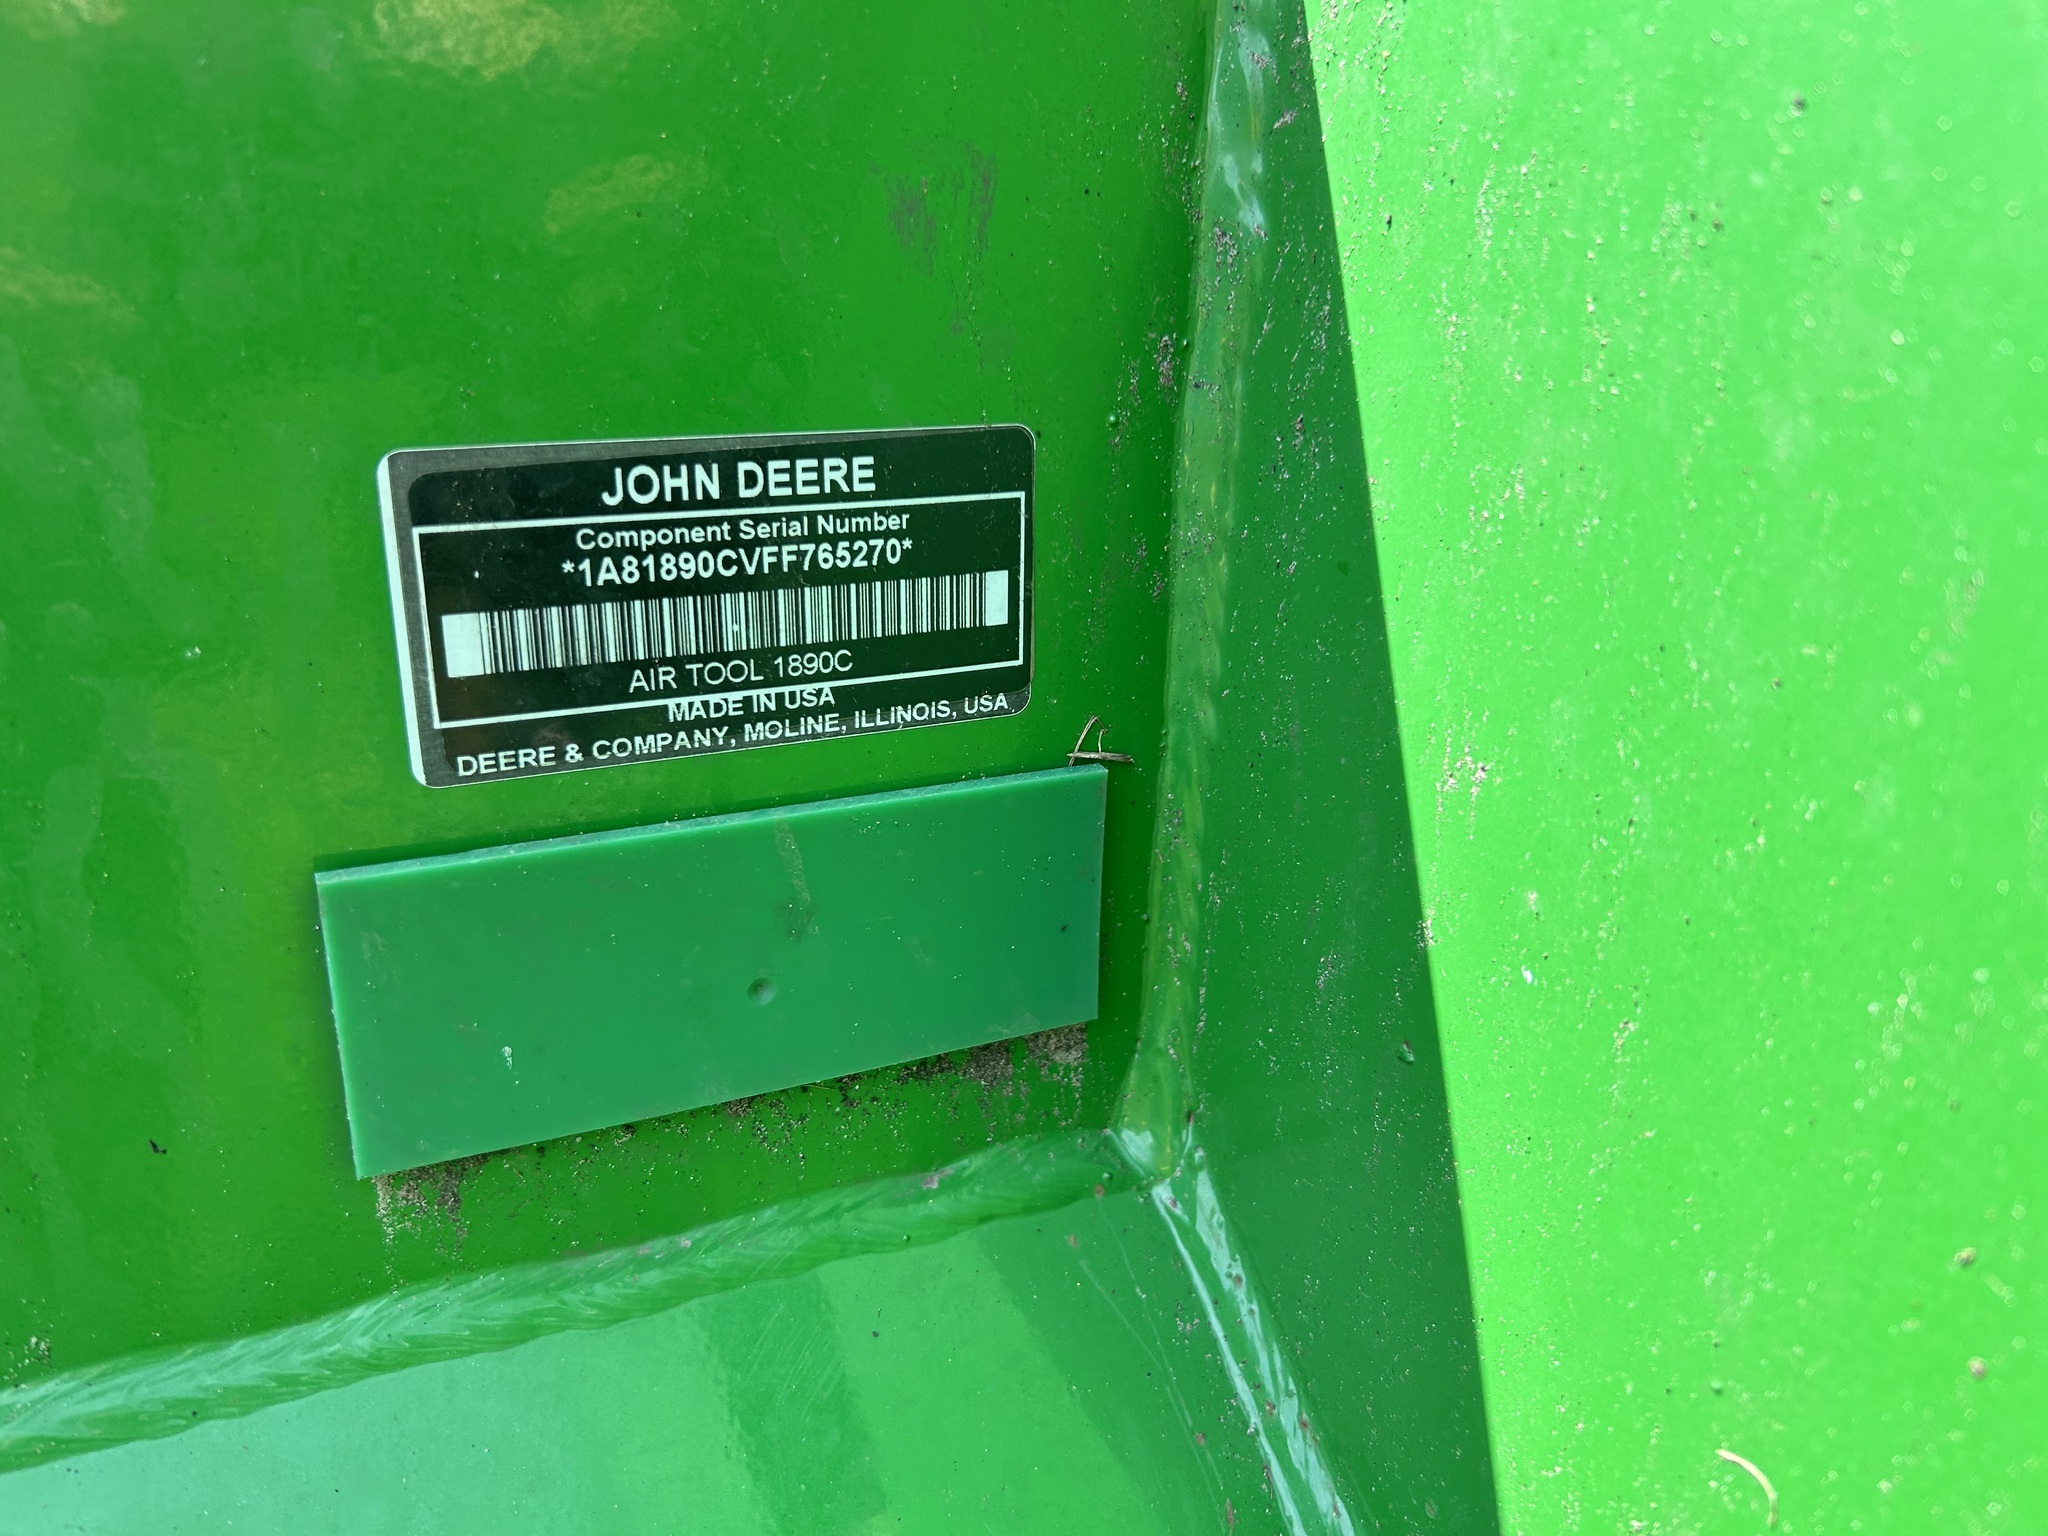 JOHN DEERE
Component Serial Number
*1A81890CVFF765270*
AIR TOOL 1890C
MADE IN USA
DEERE & COMPANY, MOLINE, ILLINOIS, USA